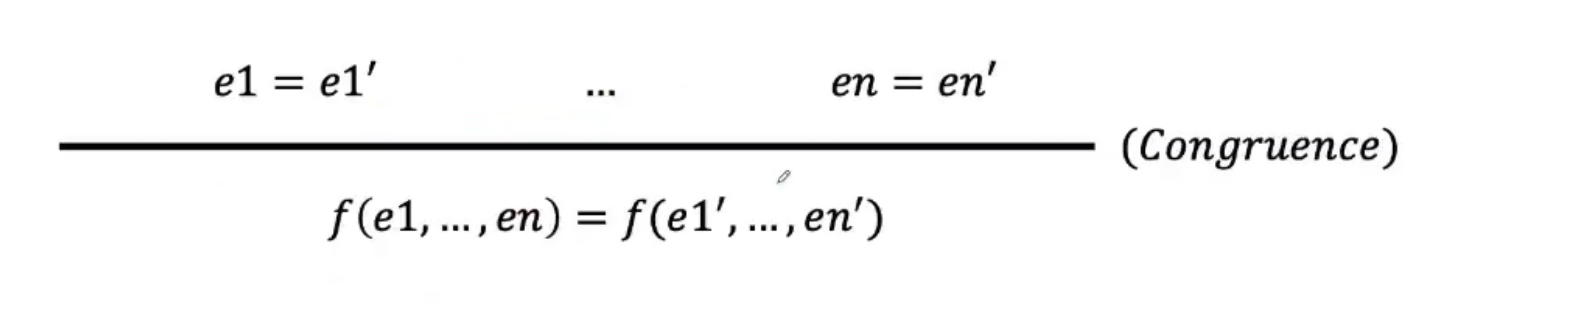 e1 = e1′ ... en = en′
(Congruence)
f(e1, ... , en) = f(e1′, ... , en′)